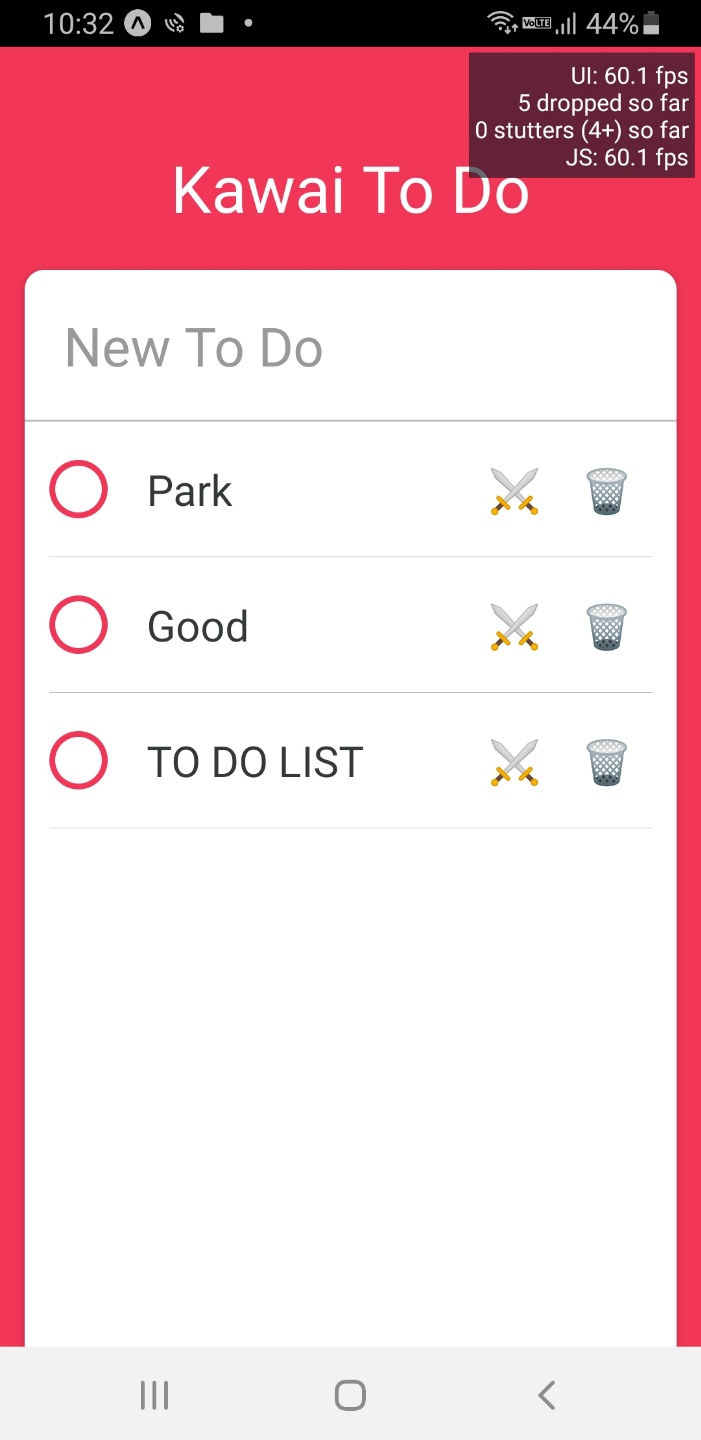 10:32 VoLTE 44%
UI: 60.1 fps
5 dropped so far
0 stutters (4+) so far
JS: 60.1 fps
Kawai To Do
New To Do
Park
Good
TO DO LIST